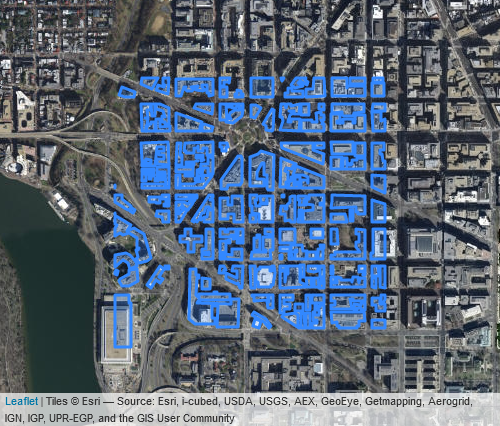 Leaflet | Tiles © Esri — Source: Esri, i-cubed, USDA, USGS, AEX, GeoEye, Getmapping, Aerogrid,
IGN, IGP, UPR-EGP, and the GIS User Community